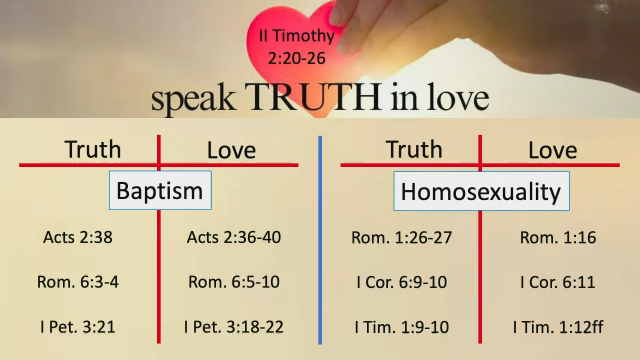 II Timothy
2:20-26
speak TRUTH in love
Truth Love Truth Love
Baptism Homosexuality
Acts 2:38 Acts 2:36-40 Rom. 1:26-27 Rom. 1:16
Rom. 6:3-4 Rom. 6:5-10 I Cor. 6:9-10 I Cor. 6:11
I Pet. 3:21 I Pet. 3:18-22 I Tim. 1:9-10 I Tim. 1:12ff